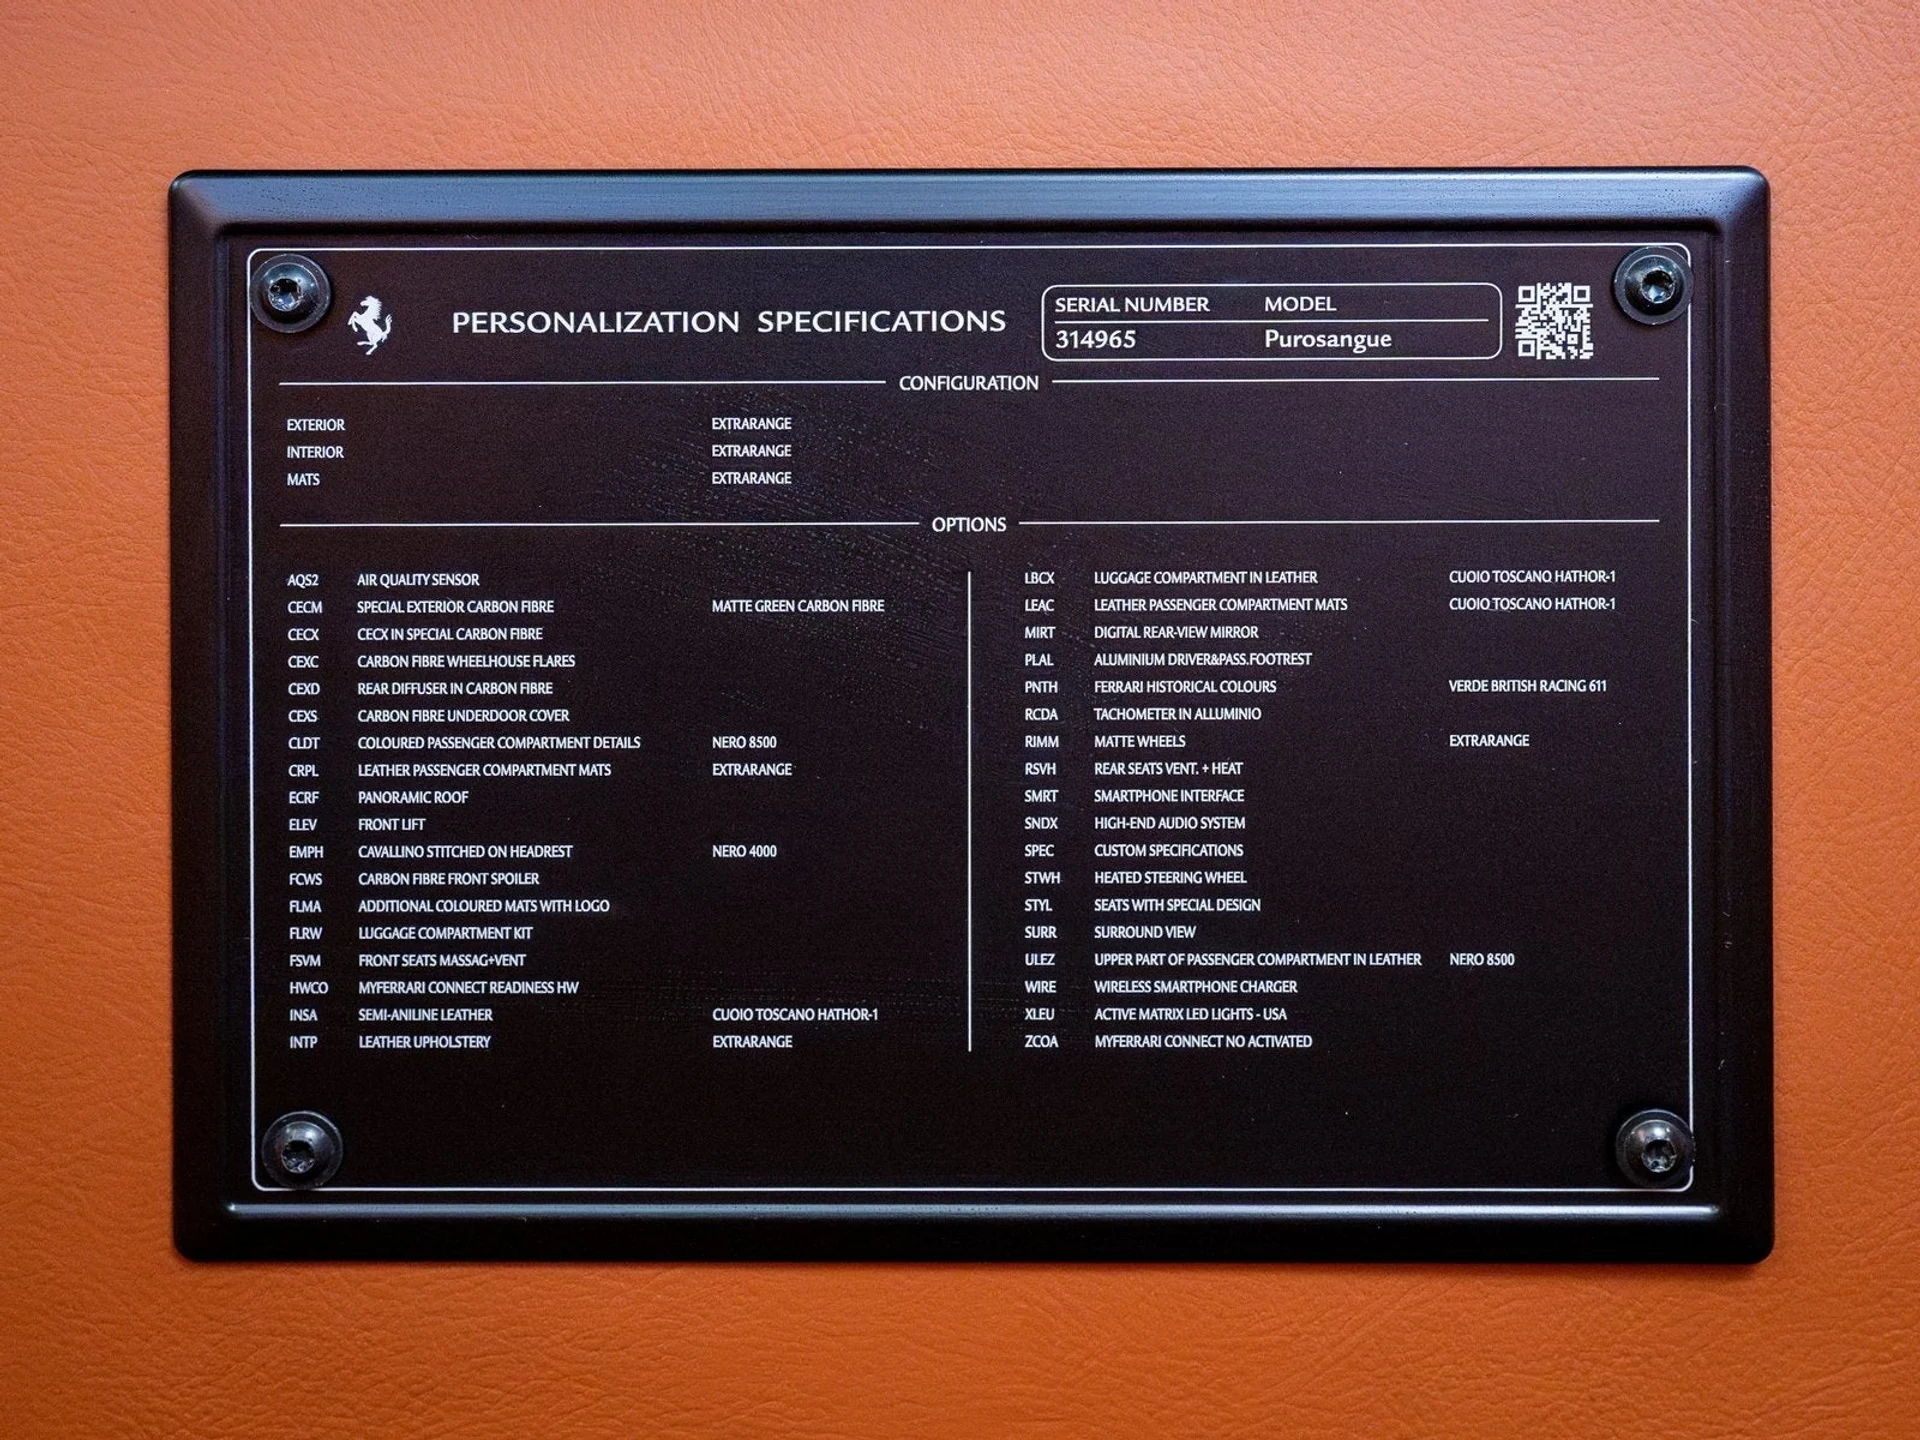 PERSONALIZATION SPECIFICATIONS
SERIAL NUMBER MODEL
314965 Purosangue
CONFIGURATION
EXTERIOR EXTRARANGE
INTERIOR EXTRARANGE
MATS EXTRARANGE
OPTIONS
AQS2 AIR QUALITY SENSOR
CECM SPECIAL EXTERIOR CARBON FIBRE MATTE GREEN CARBON FIBRE
CECX CECX IN SPECIAL CARBON FIBRE
CEXC CARBON FIBRE WHEELHOUSE FLARES
CEXD REAR DIFFUSER IN CARBON FIBRE
CEXS CARBON FIBRE UNDERDOOR COVER
CLDT COLOURED PASSENGER COMPARTMENT DETAILS NERO 8500
CRPL LEATHER PASSENGER COMPARTMENT MATS EXTRARANGE
ECRF PANORAMIC ROOF
ELEV FRONT LIFT
EMPH CAVALLINO STITCHED ON HEADREST NERO 4000
FCWS CARBON FIBRE FRONT SPOILER
FLMA ADDITIONAL COLOURED MATS WITH LOGO
FLRW LUGGAGE COMPARTMENT KIT
FSVM FRONT SEATS MASSAG+VENT
HWCO MYFERRARI CONNECT READINESS HW
INSA SEMI-ANILINE LEATHER CUOIO TOSCANO HATHOR-1
INTP LEATHER UPHOLSTERY EXTRARANGE
LBCX LUGGAGE COMPARTMENT IN LEATHER CUOIO TOSCANO HATHOR-1
LEAC LEATHER PASSENGER COMPARTMENT MATS CUOIO TOSCANO HATHOR-1
MIRT DIGITAL REAR-VIEW MIRROR
PLAL ALUMINIUM DRIVER&PASS.FOOTREST
PNTH FERRARI HISTORICAL COLOURS VERDE BRITISH RACING 611
RCDA TACHOMETER IN ALLUMINIO
RIMM MATTE WHEELS EXTRARANGE
RSVH REAR SEATS VENT. + HEAT
SMRT SMARTPHONE INTERFACE
SNDX HIGH-END AUDIO SYSTEM
SPEC CUSTOM SPECIFICATIONS
STWH HEATED STEERING WHEEL
STYL SEATS WITH SPECIAL DESIGN
SURR SURROUND VIEW
ULEZ UPPER PART OF PASSENGER COMPARTMENT IN LEATHER NERO 8500
WIRE WIRELESS SMARTPHONE CHARGER
XLEU ACTIVE MATRIX LED LIGHTS - USA
ZCOA MYFERRARI CONNECT NO ACTIVATED